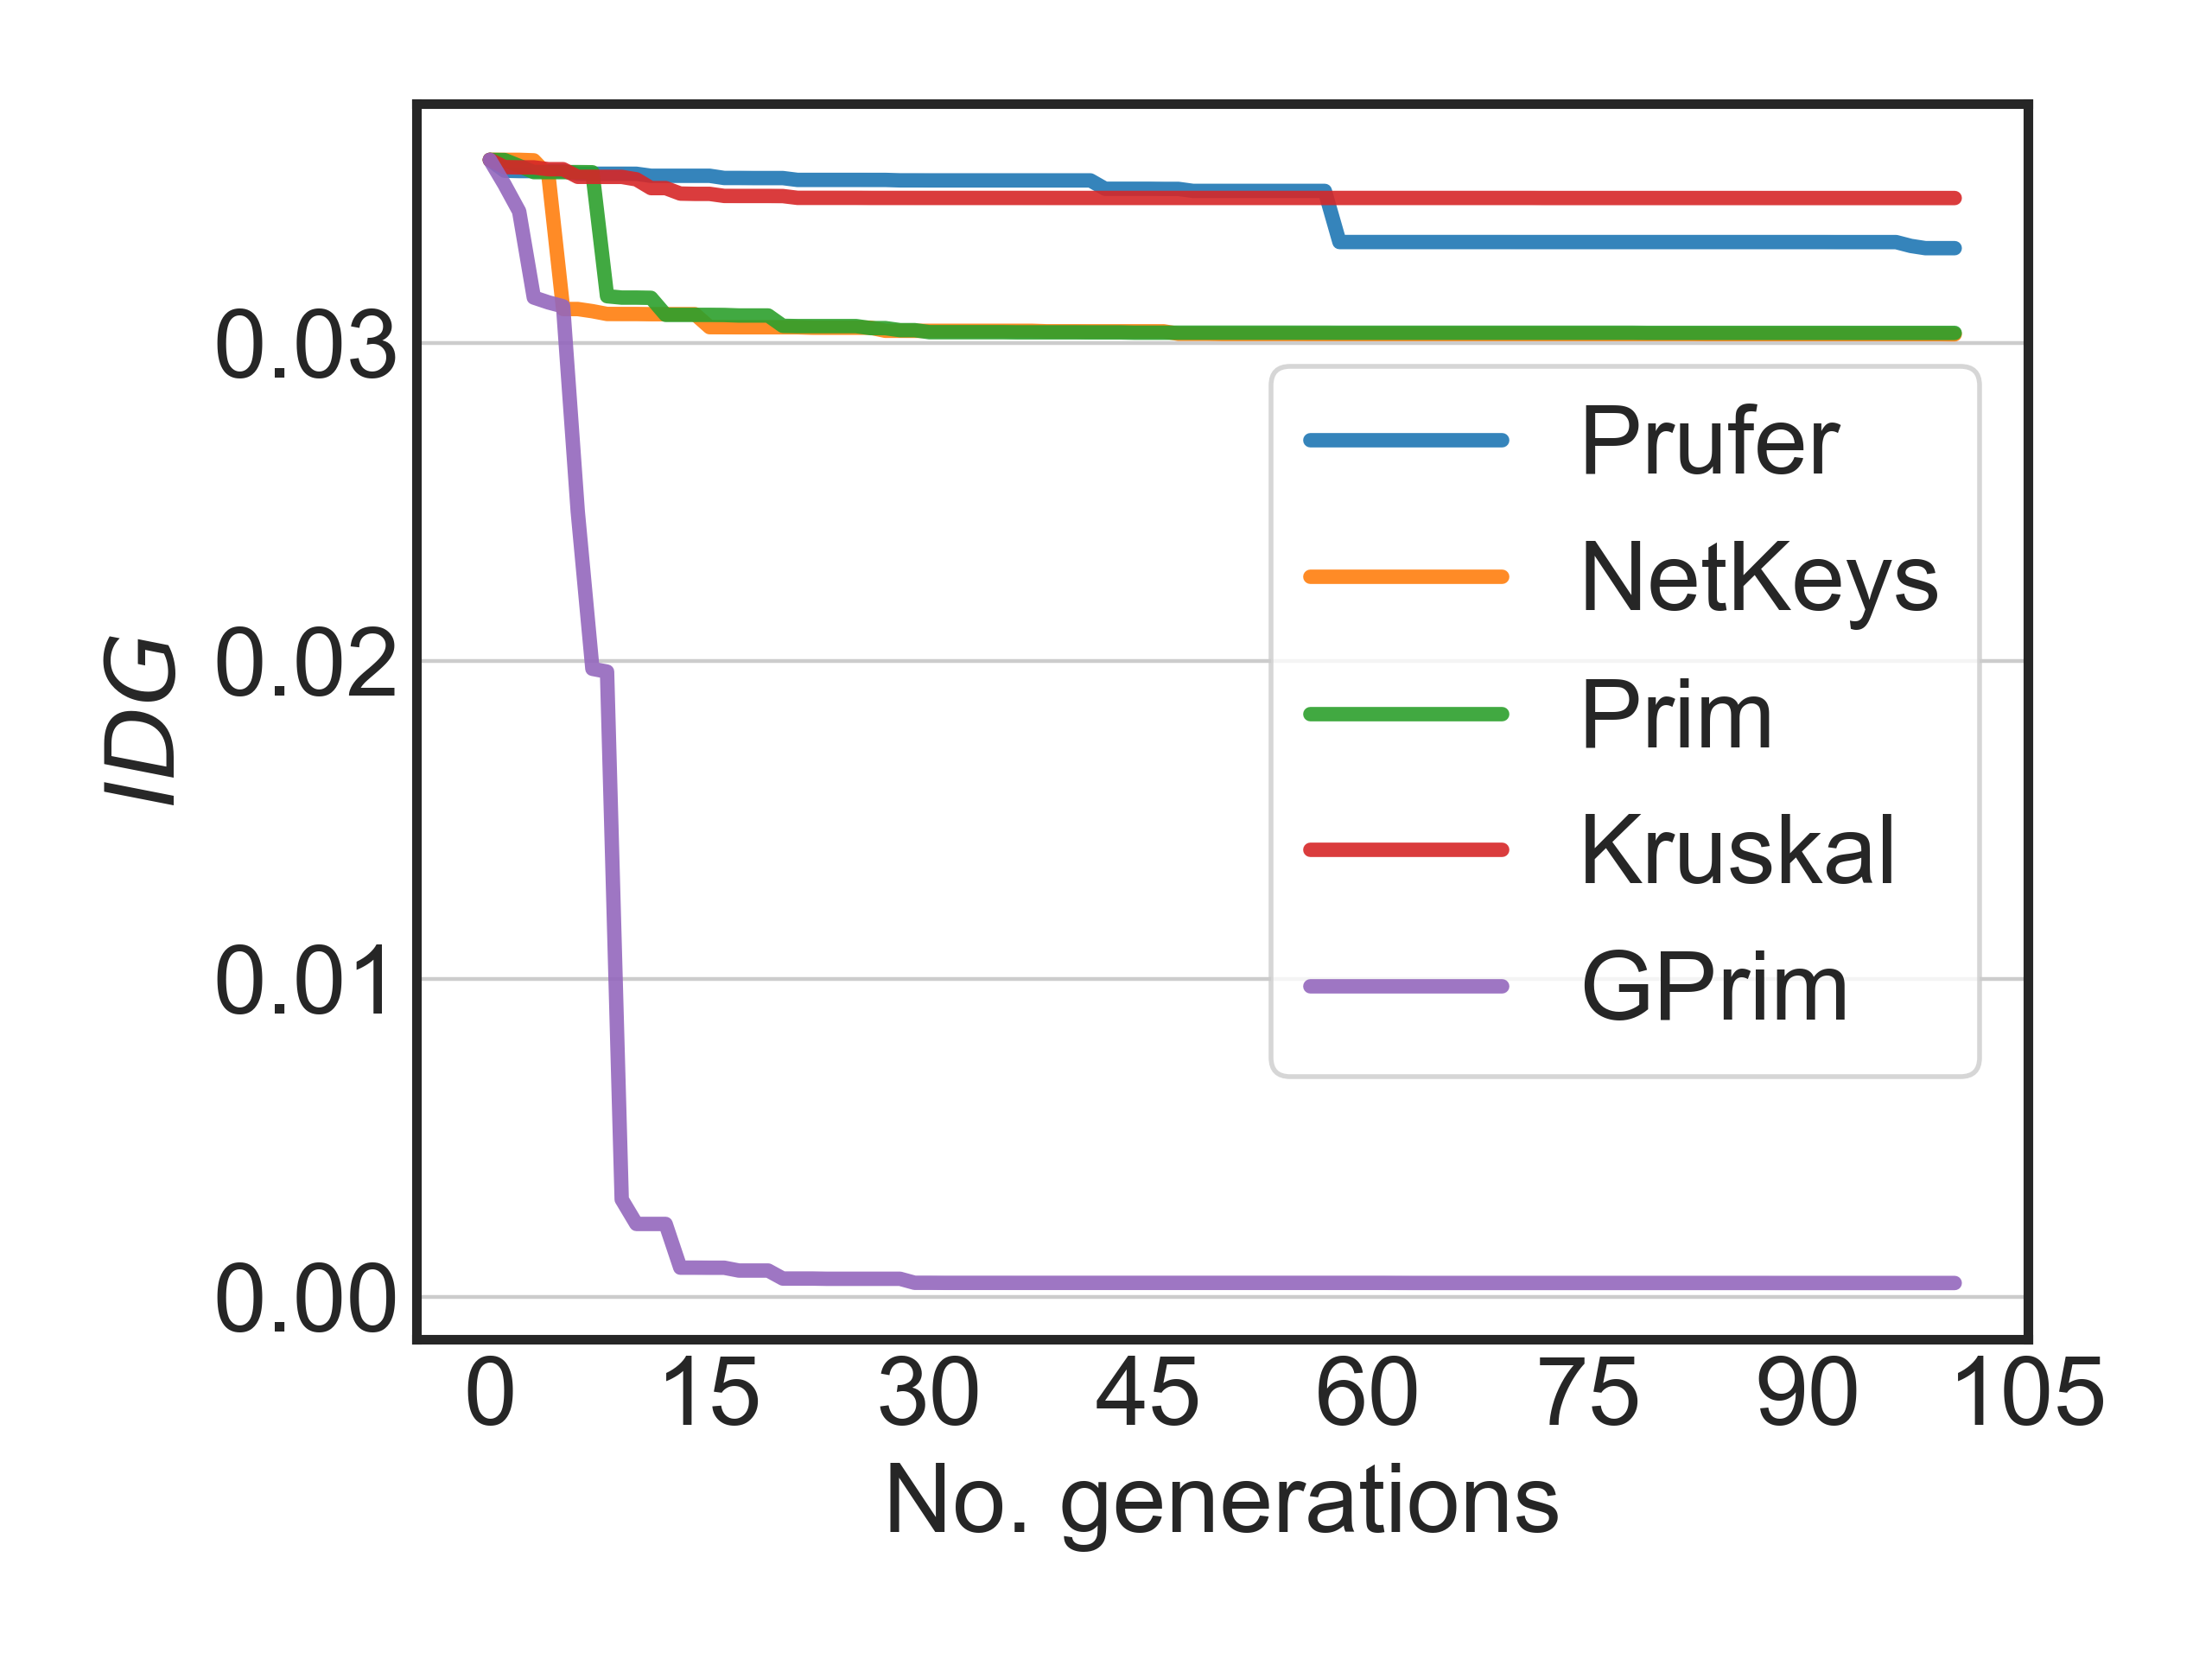 0.03
0.02
0.01
0.00
IDG
0 15 30 45 60 75 90 105
No. generations
Prufer
NetKeys
Prim
Kruskal
GPrim